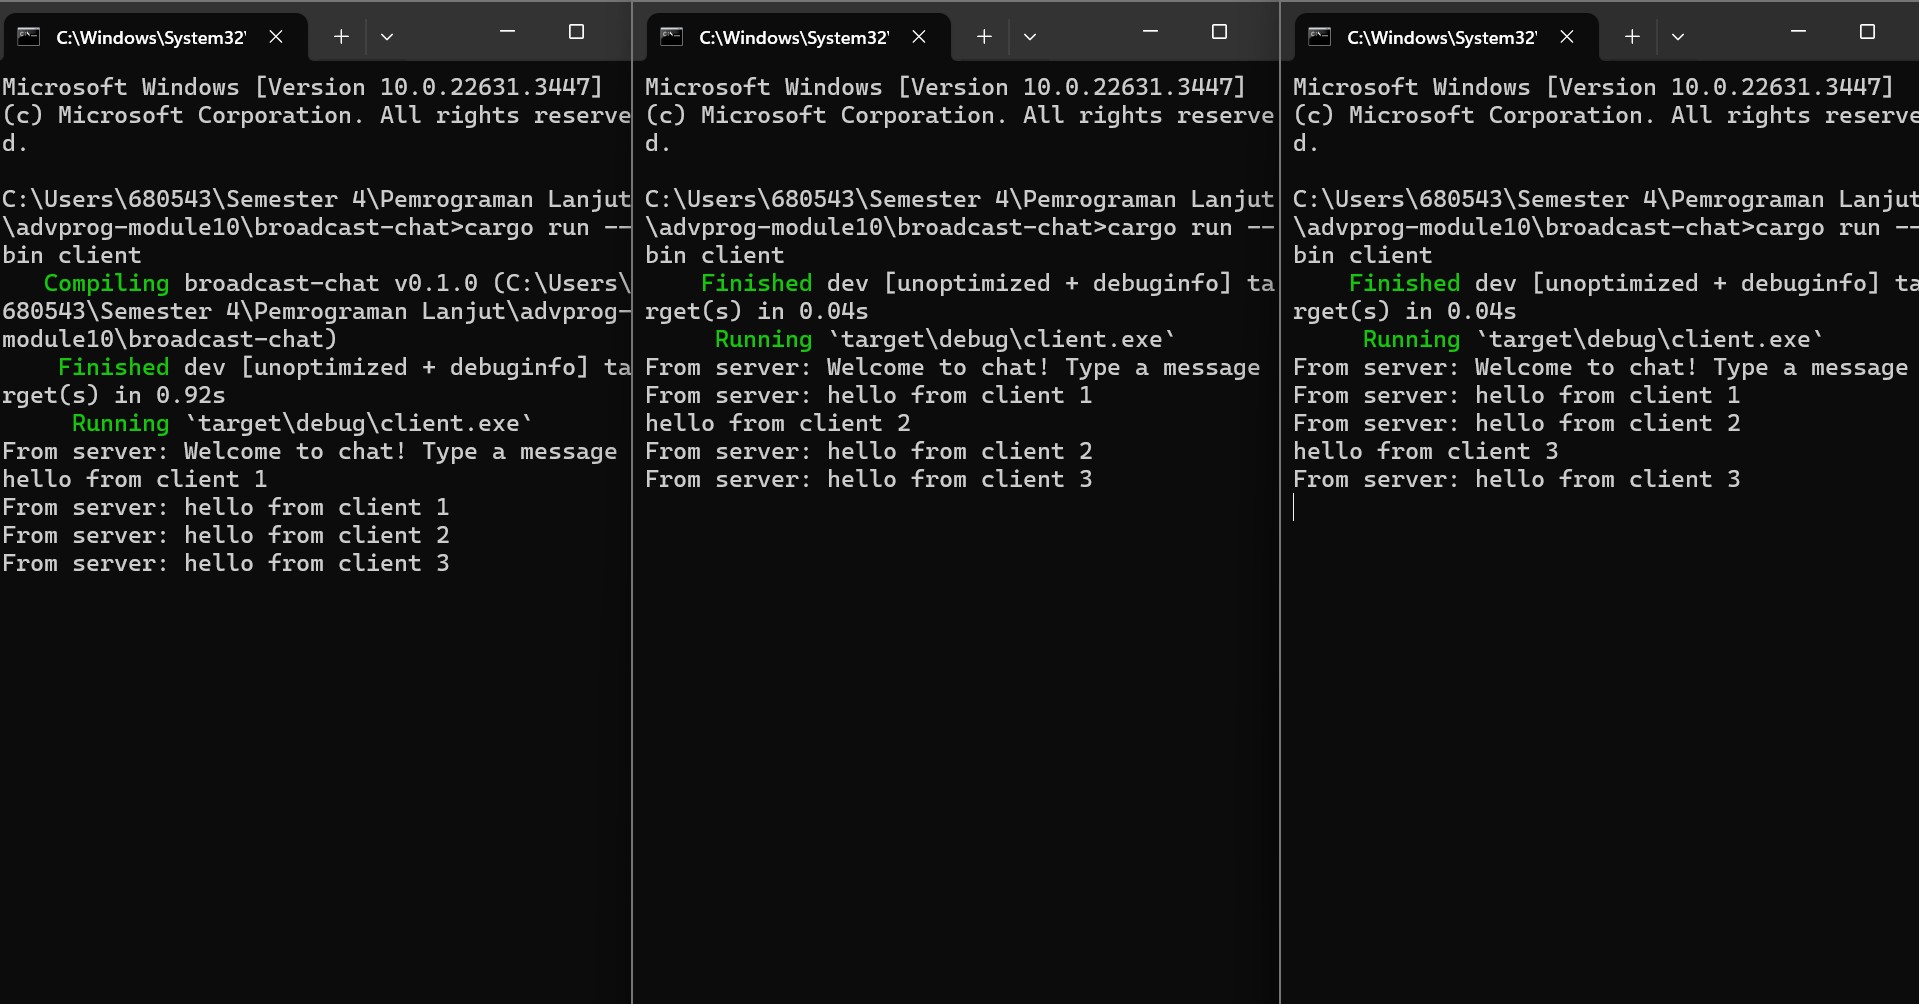 C:\Windows\System32'
Microsoft Windows [Version 10.0.22631.3447]
(c) Microsoft Corporation. All rights reserve
d.
C:\Users\680543\Semester 4\Pemrograman Lanjut
\advprog-module10\broadcast-chat>cargo run --
bin client
Compiling broadcast-chat v0.1.0 (C:\Users\
680543\Semester 4\Pemrograman Lanjut\advprog-
module10\broadcast-chat)
Finished dev [unoptimized + debuginfo] ta
rget(s) in 0.92s
Running `target\debug\client.exe`
From server: Welcome to chat! Type a message
hello from client 1
From server: hello from client 1
From server: hello from client 2
From server: hello from client 3
C:\Windows\System32'
Microsoft Windows [Version 10.0.22631.3447]
(c) Microsoft Corporation. All rights reserve
d.
C:\Users\680543\Semester 4\Pemrograman Lanjut
\advprog-module10\broadcast-chat>cargo run --
bin client
Finished dev [unoptimized + debuginfo] ta
rget(s) in 0.04s
Running `target\debug\client.exe`
From server: Welcome to chat! Type a message
From server: hello from client 1
hello from client 2
From server: hello from client 2
From server: hello from client 3
C:\Windows\System32'
Microsoft Windows [Version 10.0.22631.3447]
(c) Microsoft Corporation. All rights reserve
d.
C:\Users\680543\Semester 4\Pemrograman Lanjut
\advprog-module10\broadcast-chat>cargo run --
bin client
Finished dev [unoptimized + debuginfo] ta
rget(s) in 0.04s
Running `target\debug\client.exe`
From server: Welcome to chat! Type a message
From server: hello from client 1
From server: hello from client 2
hello from client 3
From server: hello from client 3